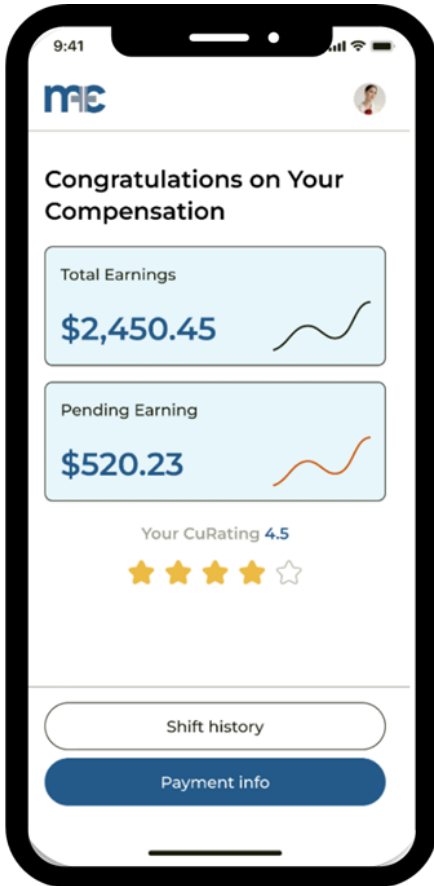 9:41
MAE
Congratulations on Your
Compensation
Total Earnings
$2,450.45
Pending Earning
$520.23
Your CuRating 4.5
Shift history
Payment info